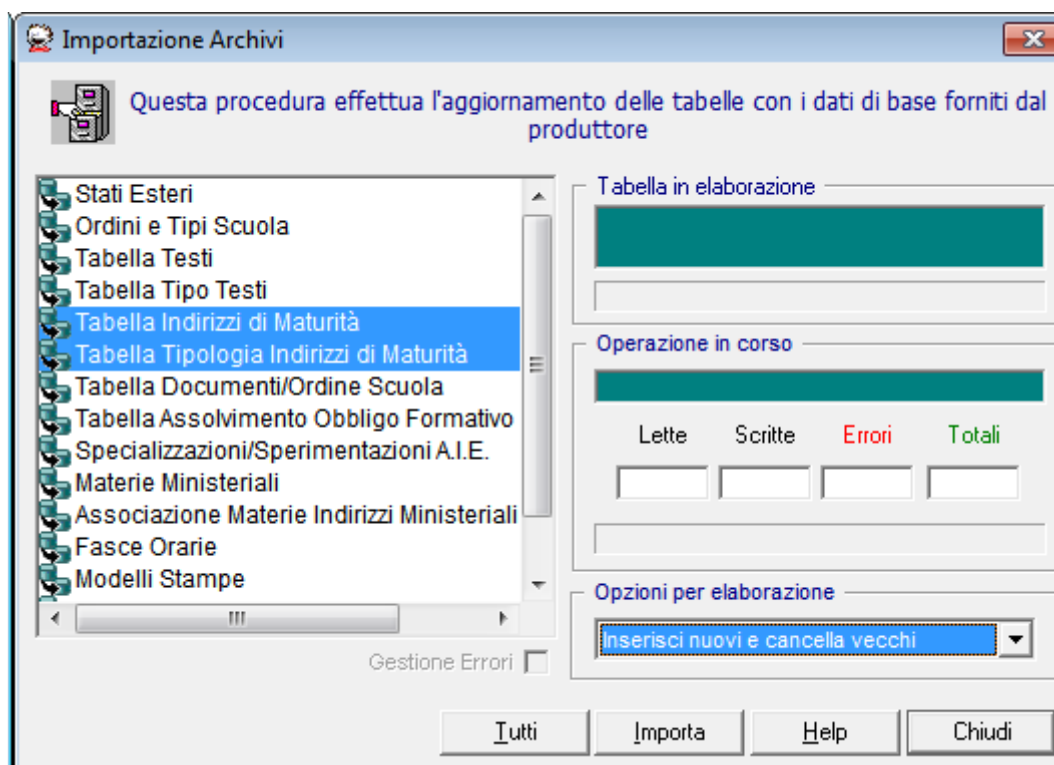 Importazione Archivi
Questa procedura effettua l'aggiornamento delle tabelle con i dati di base forniti dal
produttore
Stati Esteri
Ordini e Tipi Scuola
Tabella Testi
Tabella Tipo Testi
Tabella Indirizzi di Maturità
Tabella Tipologia Indirizzi di Maturità
Tabella Documenti/Ordine Scuola
Tabella Assolvimento Obbligo Formativo
Specializzazioni/Sperimentazioni A.I.E.
Materie Ministeriali
Associazione Materie Indirizzi Ministeriali
Fasce Orarie
Modelli Stampe
Gestione Errori
Tabella in elaborazione
Operazione in corso
Lette Scritte Errori Totali
Opzioni per elaborazione
Inserisci nuovi e cancella vecchi
Tutti Importa Help Chiudi